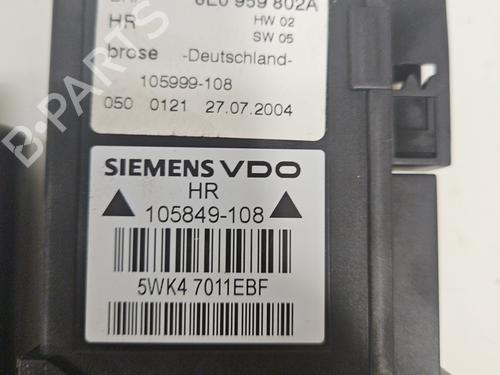 8E0 959 802A
HR
HW 02
SW 05
brose -Deutschland-
105999-108
050 0121 27.07.2004
SIEMENS VDO
HR
105849-108
5WK4 7011EBF
B-PARTS